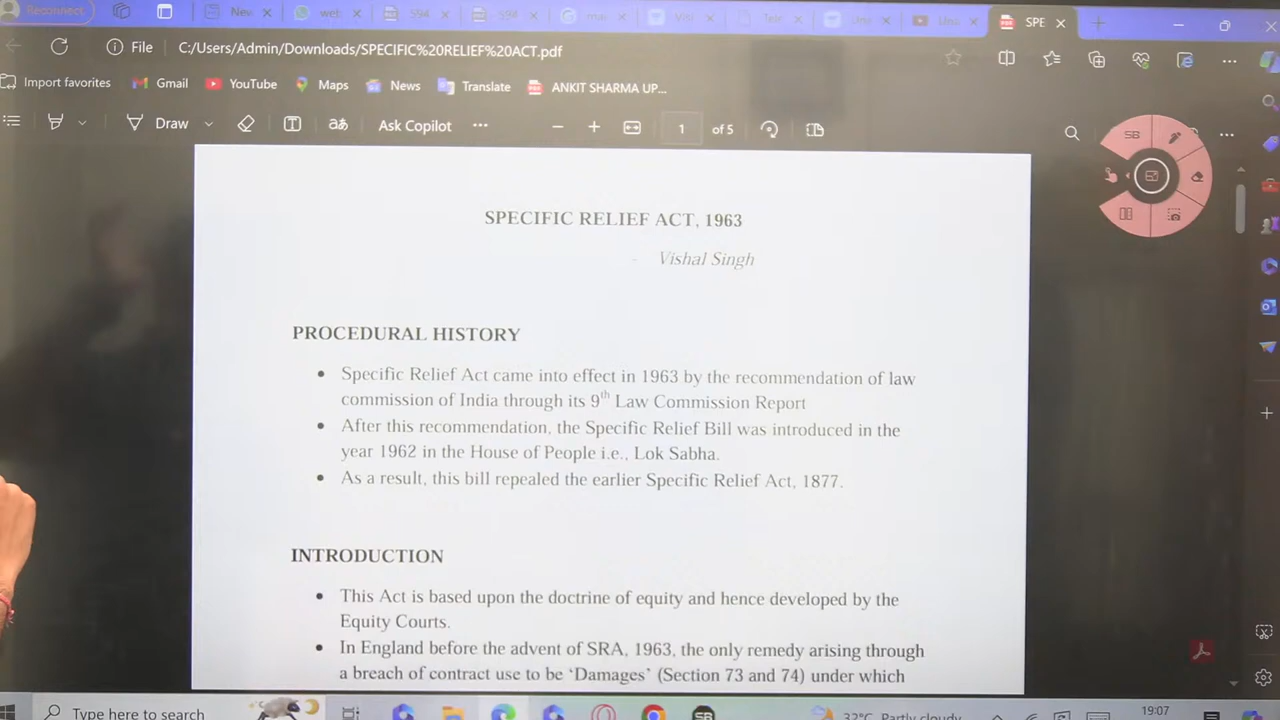 Reconnect
File C:/Users/Admin/Downloads/SPECIFIC%20RELIEF%20ACT.pdf
SPE
Import favorites Gmail YouTube Maps News Translate ANKIT SHARMA UP...
Draw Ask Copilot 1 of 5
SB
SPECIFIC RELIEF ACT, 1963
- Vishal Singh
PROCEDURAL HISTORY
• Specific Relief Act came into effect in 1963 by the recommendation of law
commission of India through its 9th Law Commission Report
• After this recommendation, the Specific Relief Bill was introduced in the
year 1962 in the House of People i.e., Lok Sabha.
• As a result, this bill repealed the earlier Specific Relief Act, 1877.
INTRODUCTION
• This Act is based upon the doctrine of equity and hence developed by the
Equity Courts.
• In England before the advent of SRA, 1963, the only remedy arising through
a breach of contract use to be ‘Damages’ (Section 73 and 74) under which
Type here to search
32°C Partly cloudy
19:07